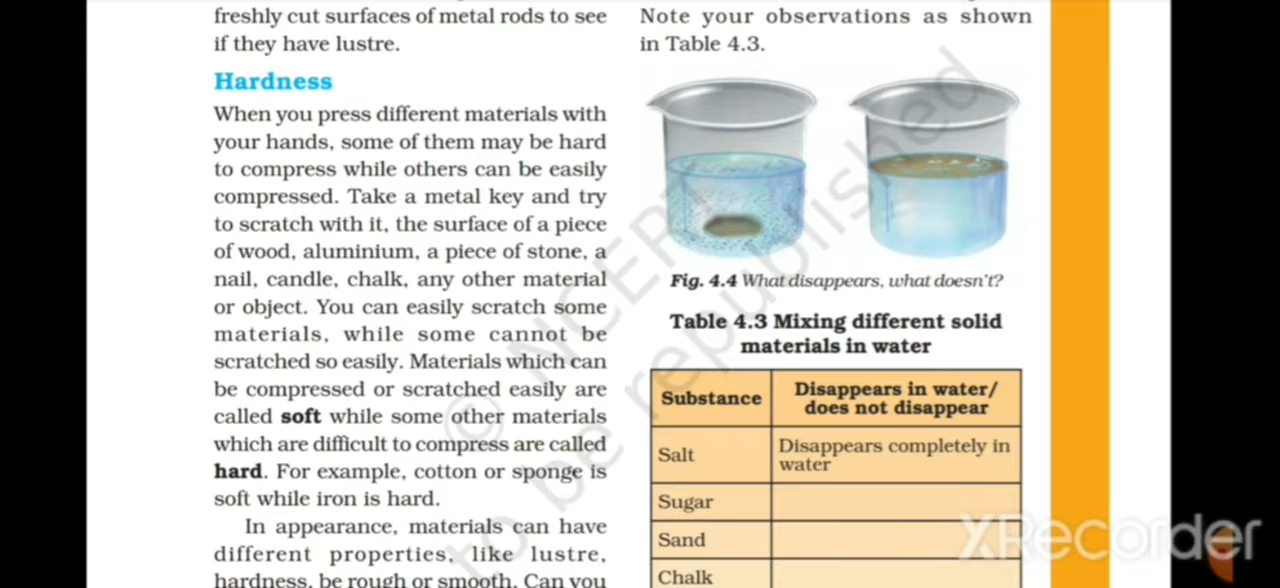 freshly cut surfaces of metal rods to see
if they have lustre.
Hardness
When you press different materials with
your hands, some of them may be hard
to compress while others can be easily
compressed. Take a metal key and try
to scratch with it, the surface of a piece
of wood, aluminium, a piece of stone, a
nail, candle, chalk, any other material
or object. You can easily scratch some
materials, while some cannot be
scratched so easily. Materials which can
be compressed or scratched easily are
called soft while some other materials
which are difficult to compress are called
hard. For example, cotton or sponge is
soft while iron is hard.
In appearance, materials can have
different properties, like lustre,
hardness, be rough or smooth. Can you
Note your observations as shown
in Table 4.3.
Fig. 4.4 What disappears, what doesn't?
Table 4.3 Mixing different solid
materials in water
Substance
Disappears in water/
does not disappear
Salt
Disappears completely in
water
Sugar
Sand
Chalk
© NCERT
to be republished
XRecorder